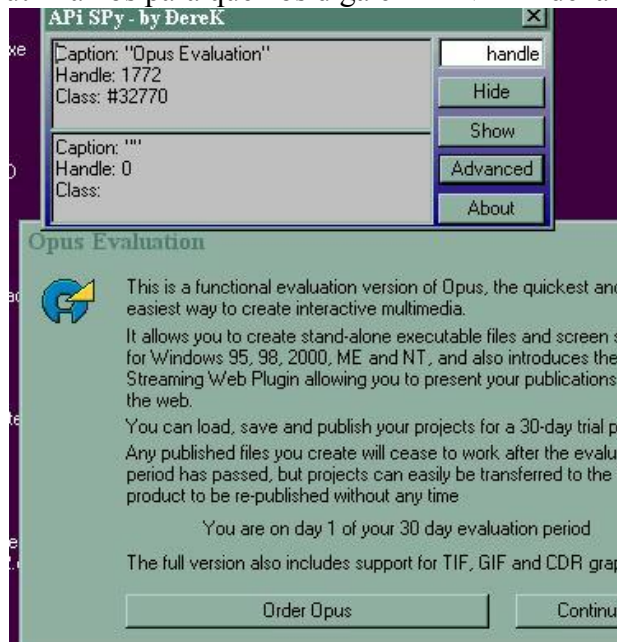 para que nos diga
APi SPy - by ĐereK
Caption: "Opus Evaluation"
Handle: 1772
Class: #32770
Caption: ""
Handle: 0
Class:
handle
Hide
Show
Advanced
About
Opus Evaluation
This is a functional evaluation version of Opus, the quickest and
easiest way to create interactive multimedia.
It allows you to create stand-alone executable files and screen
for Windows 95, 98, 2000, ME and NT, and also introduces the
Streaming Web Plugin allowing you to present your publications
the web.
You can load, save and publish your projects for a 30-day trial
Any published files you create will cease to work after the
period has passed, but projects can easily be transferred to the
product to be re-published without any time
You are on day 1 of your 30 day evaluation period
The full version also includes support for TIF, GIF and CDR
Order Opus
Continu